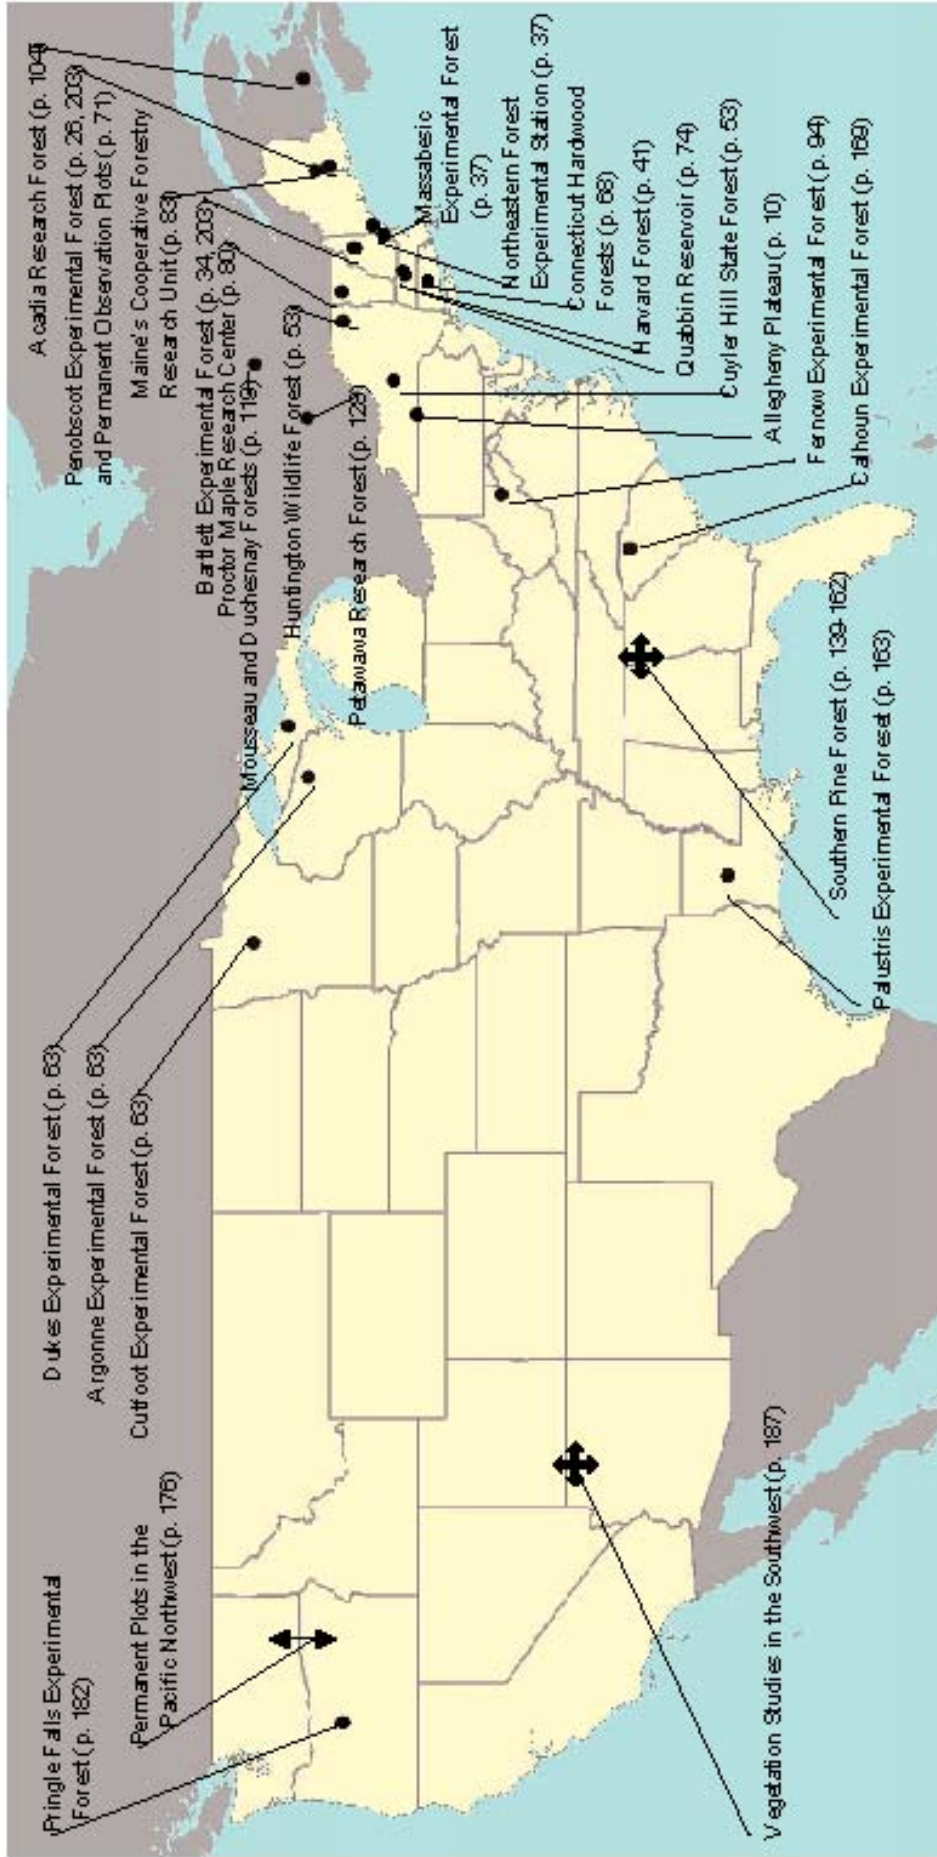 Pringle Falls Experimental
Forest (p. 182)
Permanent Plots in the
Pacific Northwest (p. 176)
Dukes Experimental Forest (p. 63)
Argonne Experimental Forest (p. 63)
Cutfoot Experimental Forest (p. 63)
Acadia Research Forest (p. 104)
Penobscot Experimental Forest (p. 26, 203)
and Permanent Observation Plots (p. 71)
Maine's Cooperative Forestry
Research Unit (p. 83)
Bartlett Experimental Forest (p. 34, 203)
Proctor Maple Research Center (p. 80)
Mousseau and Duchesnay Forests (p. 119)
Huntington Wildlife Forest (p. 53)
Petawana Research Forest (p. 129)
Massabesic
Experimental Forest
(p. 37)
Northeastern Forest
Experimental Station (p. 37)
Connecticut Hardwood
Forests (p. 68)
Harvard Forest (p. 41)
Quabbin Reservoir (p. 74)
Cuyler Hill State Forest (p. 53)
Allegheny Plateau (p. 10)
Fernow Experimental Forest (p. 94)
Calhoun Experimental Forest (p. 169)
Southern Pine Forest (p. 139-162)
Palustris Experimental Foreset (p. 163)
Vegetation Studies in the Southwest (p. 187)